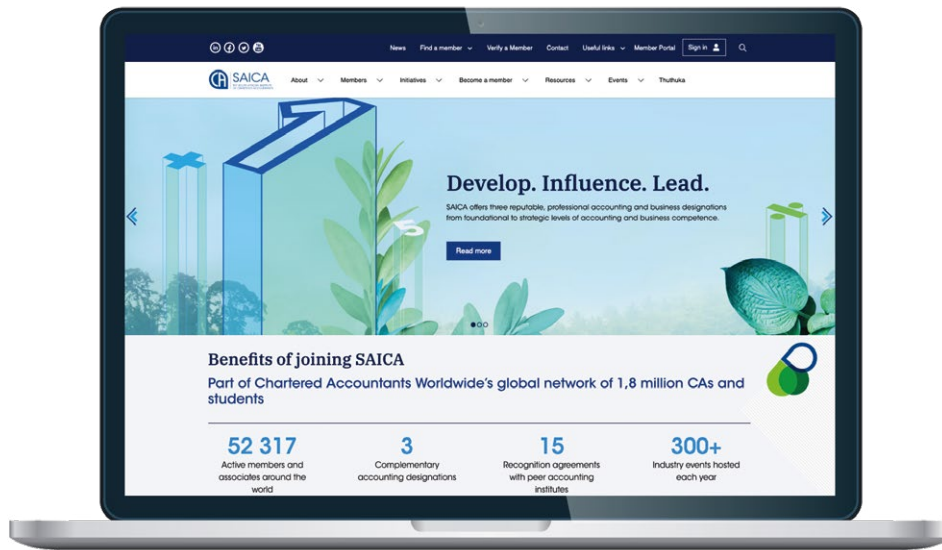 News Find a member Verify a Member Contact Useful links Member Portal Sign in
SAICA
About Members Initiatives Become a member Resources Events Thuthuka
Develop. Influence. Lead.
SAICA offers three reputable, professional accounting and business designations
from foundational to strategic levels of accounting and business competence.
Read more
5
Benefits of joining SAICA
Part of Chartered Accountants Worldwide's global network of 1,8 million CAs and
students
52 317
Active members and
associates around the
world
3
Complementary
accounting designations
15
Recognition agreements
with peer accounting
institutes
300+
Industry events hosted
each year